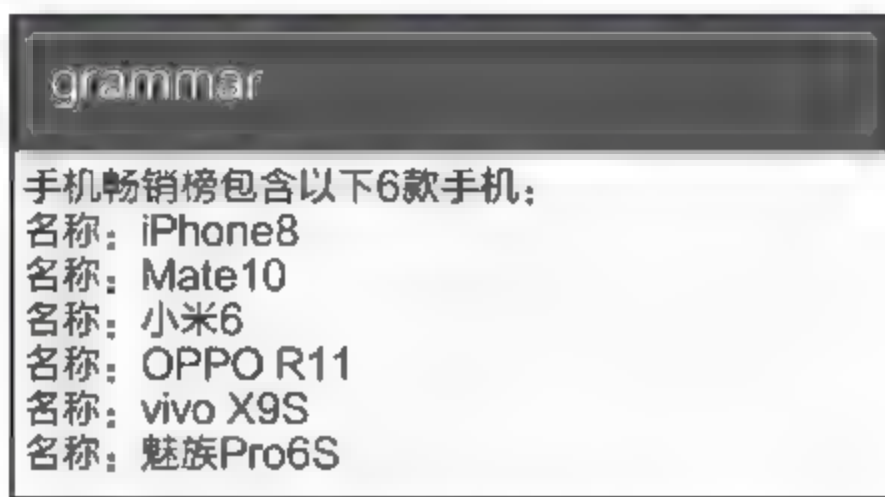 grammar
手机畅销榜包含以下6款手机：
名称：iPhone8
名称：Mate10
名称：小米6
名称：OPPO R11
名称：vivo X9S
名称：魅族Pro6S